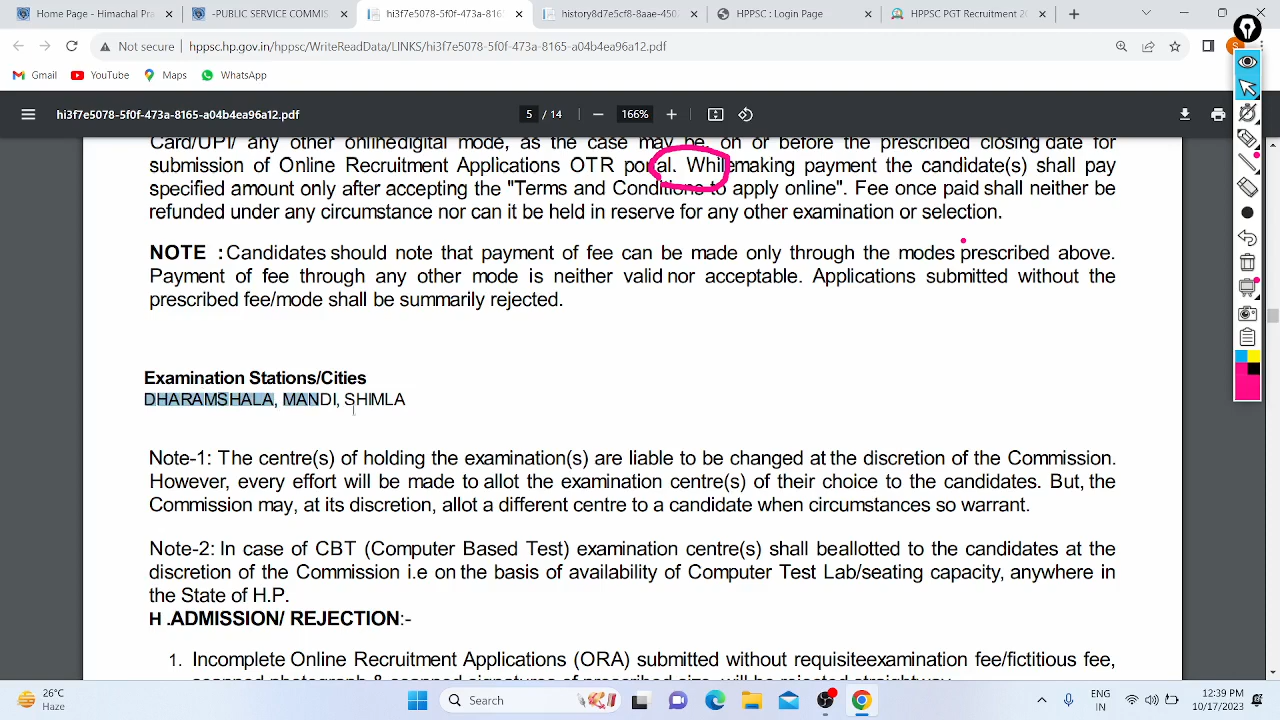 Home Page - Himachal Pr
-PUBLIC SERVICE COMMIS
hi3f7e5078-5f0f-473a-816
history8d7e5cf8-8aae-450
HPPSC : Login Page
HPPSC PGT Recruitment 20
Not secure | hppsc.hp.gov.in/hppsc/WriteReadData/LINKS/hi3f7e5078-5f0f-473a-8165-a04b4ea96a12.pdf
Gmail YouTube Maps WhatsApp
hi3f7e5078-5f0f-473a-8165-a04b4ea96a12.pdf 5 / 14 166%
Card/UPI/ any other onlinedigital mode, as the case may be, on or before the prescribed closing date for
submission of Online Recruitment Applications OTR portal. Whilemaking payment the candidate(s) shall pay
specified amount only after accepting the "Terms and Conditions to apply online". Fee once paid shall neither be
refunded under any circumstance nor can it be held in reserve for any other examination or selection.
NOTE : Candidates should note that payment of fee can be made only through the modes prescribed above.
Payment of fee through any other mode is neither valid nor acceptable. Applications submitted without the
prescribed fee/mode shall be summarily rejected.
Examination Stations/Cities
DHARAMSHALA, MANDI, SHIMLA
Note-1: The centre(s) of holding the examination(s) are liable to be changed at the discretion of the Commission.
However, every effort will be made to allot the examination centre(s) of their choice to the candidates. But, the
Commission may, at its discretion, allot a different centre to a candidate when circumstances so warrant.
Note-2: In case of CBT (Computer Based Test) examination centre(s) shall beallotted to the candidates at the
discretion of the Commission i.e on the basis of availability of Computer Test Lab/seating capacity, anywhere in
the State of H.P.
H .ADMISSION/ REJECTION:-
1. Incomplete Online Recruitment Applications (ORA) submitted without requisiteexamination fee/fictitious fee,
scanned photograph & scanned signatures of prescribed size, will be rejected straightway.
26°C
Haze
Search
ENG
IN
12:39 PM
10/17/2023